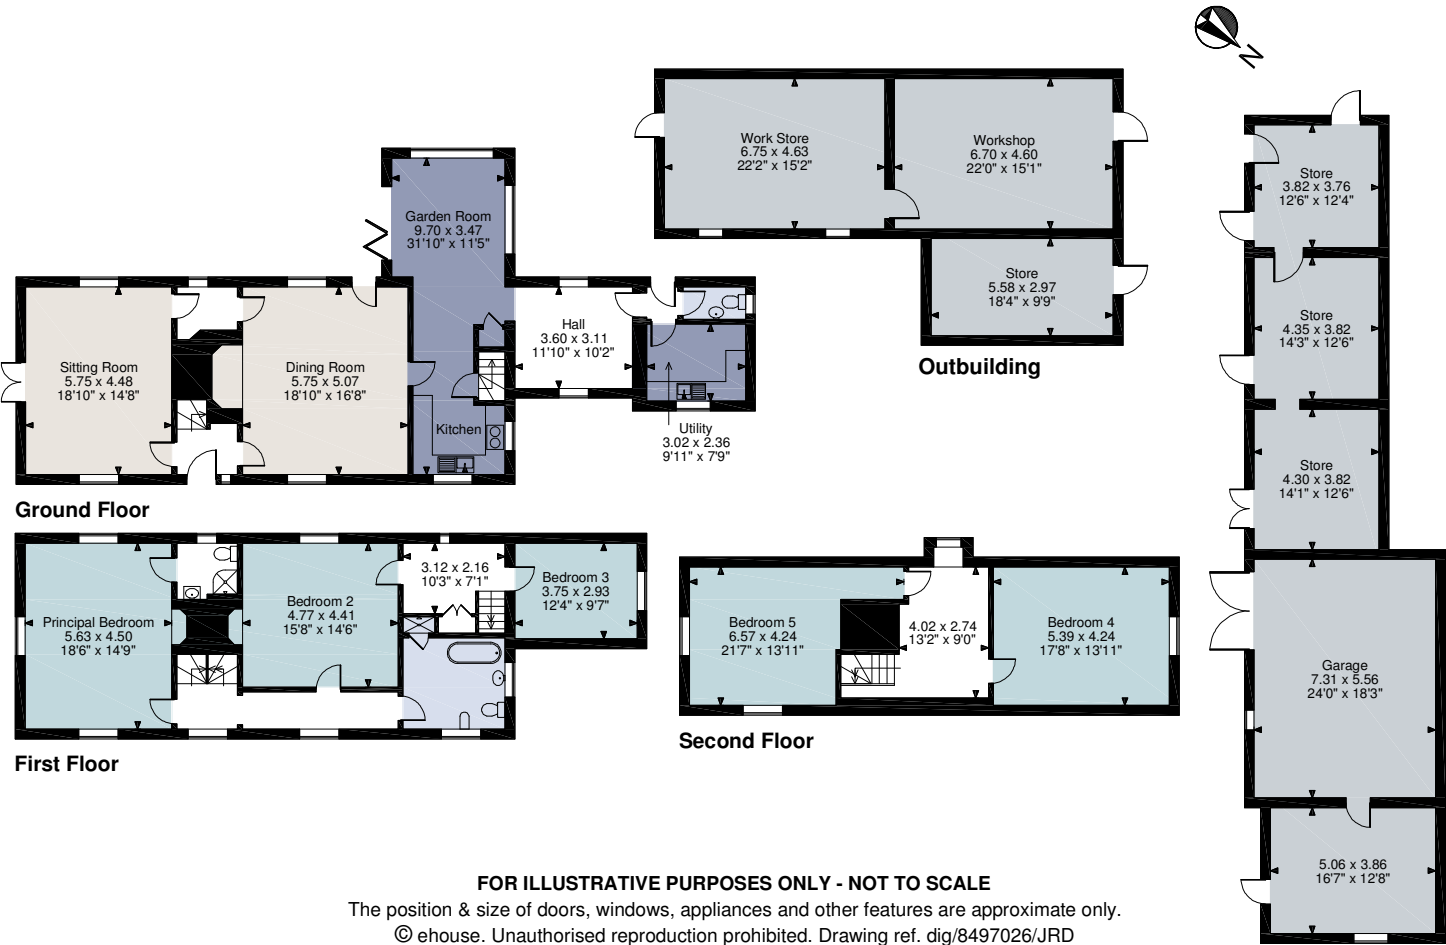 N
Work Store
6.75 x 4.63
22'2" x 15'2"
Workshop
6.70 x 4.60
22'0" x 15'1"
Store
5.58 x 2.97
18'4" x 9'9"
Outbuilding
Store
3.82 x 3.76
12'6" x 12'4"
Store
4.35 x 3.82
14'3" x 12'6"
Store
4.30 x 3.82
14'1" x 12'6"
Garage
7.31 x 5.56
24'0" x 18'3"
5.06 x 3.86
16'7" x 12'8"
Garden Room
9.70 x 3.47
31'10" x 11'5"
Hall
3.60 x 3.11
11'10" x 10'2"
Sitting Room
5.75 x 4.48
18'10" x 14'8"
Dining Room
5.75 x 5.07
18'10" x 16'8"
Kitchen
Utility
3.02 x 2.36
9'11" x 7'9"
Ground Floor
3.12 x 2.16
10'3" x 7'1"
Bedroom 3
3.75 x 2.93
12'4" x 9'7"
Bedroom 2
4.77 x 4.41
15'8" x 14'6"
Principal Bedroom
5.63 x 4.50
18'6" x 14'9"
First Floor
Bedroom 5
6.57 x 4.24
21'7" x 13'11"
4.02 x 2.74
13'2" x 9'0"
Bedroom 4
5.39 x 4.24
17'8" x 13'11"
Second Floor
FOR ILLUSTRATIVE PURPOSES ONLY - NOT TO SCALE
The position & size of doors, windows, appliances and other features are approximate only.
© ehouse. Unauthorised reproduction prohibited. Drawing ref. dig/8497026/JRD